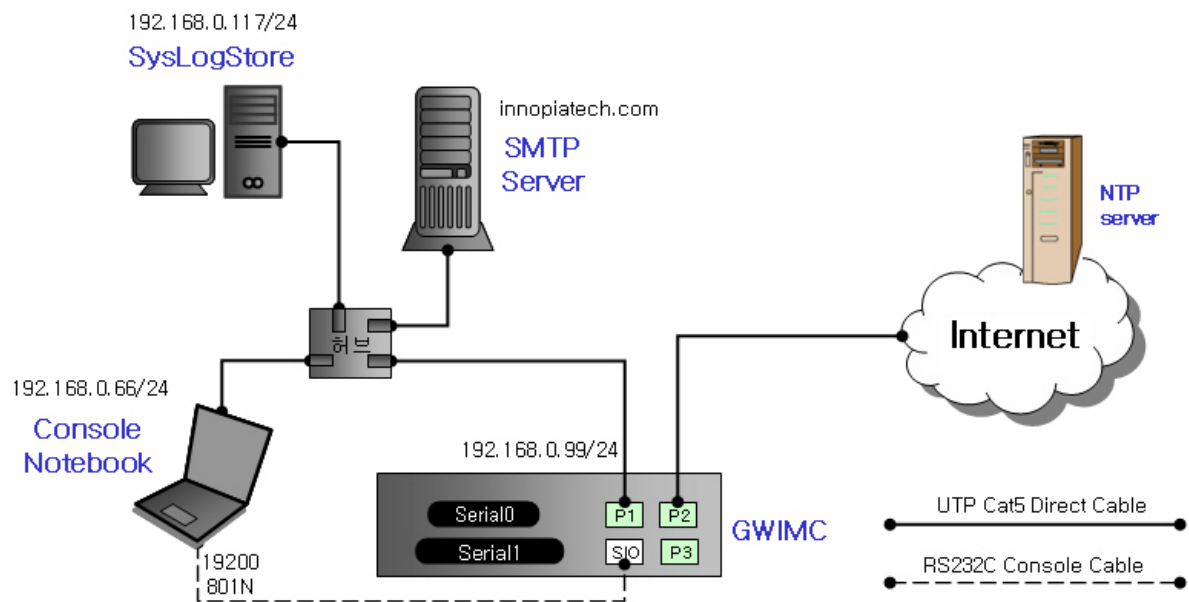 192.168.0.117/24
SysLogStore
innopiatech.com
SMTP
Server
NTP
server
허브
Internet
192.168.0.66/24
Console
Notebook
192.168.0.99/24
Serial0
P1
P2
Serial1
SIO
P3
GWIMC
19200
801N
UTP Cat5 Direct Cable
RS232C Console Cable